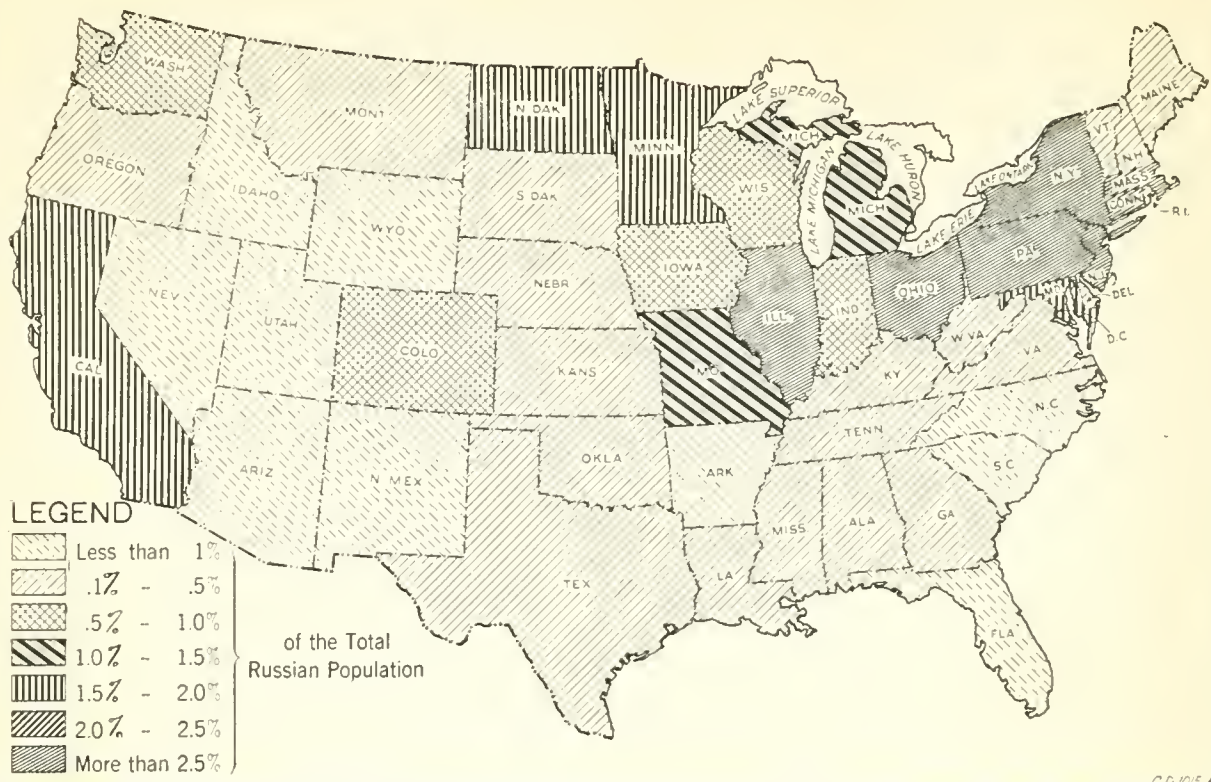 WASH
MONT
N DAK
MINN
LAKE SUPERIOR
MICH
LAKE HURON
MAINE
VT
N H
OREGON
IDAHO
WYO
S DAK
WIS
LAKE MICHIGAN
MICH
LAKE ONTARIO
N.Y.
MASS
CONN
R.I.
LAKE ERIE
NEV
UTAH
COLO
NEBR
IOWA
ILL
IND
OHIO
PA.
DEL
D.C
CAL
KANS
MO.
W.VA
VA
KY
N.C.
TENN
ARIZ
N MEX
OKLA
ARK
S C
MISS
ALA
GA
TEX
LA
FLA
LEGEND
Less than 1%
.1% - .5%
.5% - 1.0%
1.0% - 1.5%
1.5% - 2.0%
2.0% - 2.5%
More than 2.5%
of the Total
Russian Population